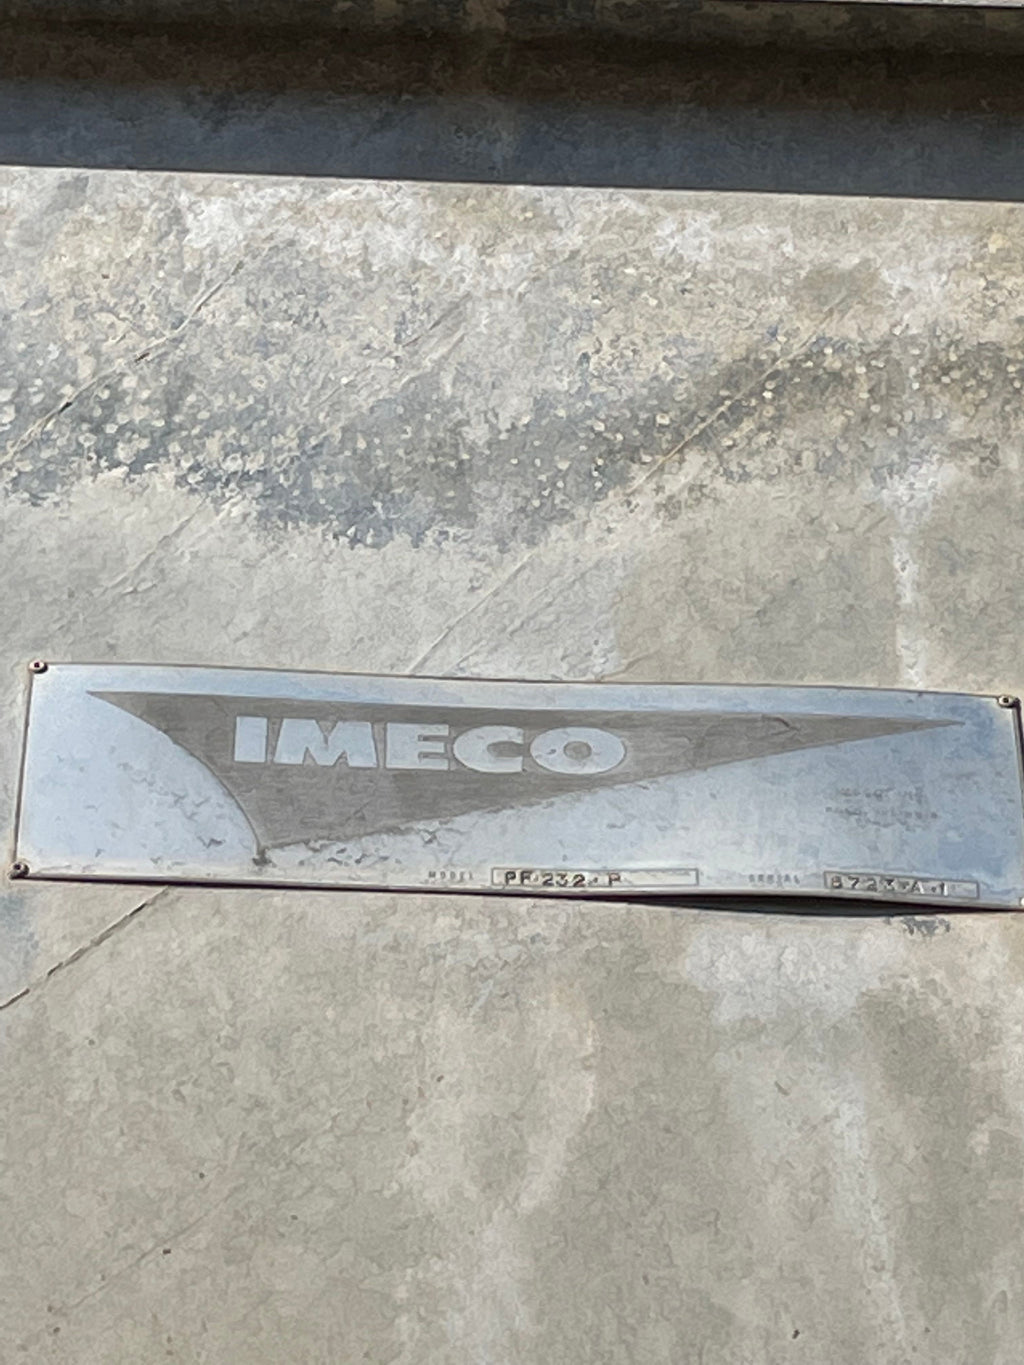 IMECO
MODEL PF-232-P SERIAL 8723-A-1